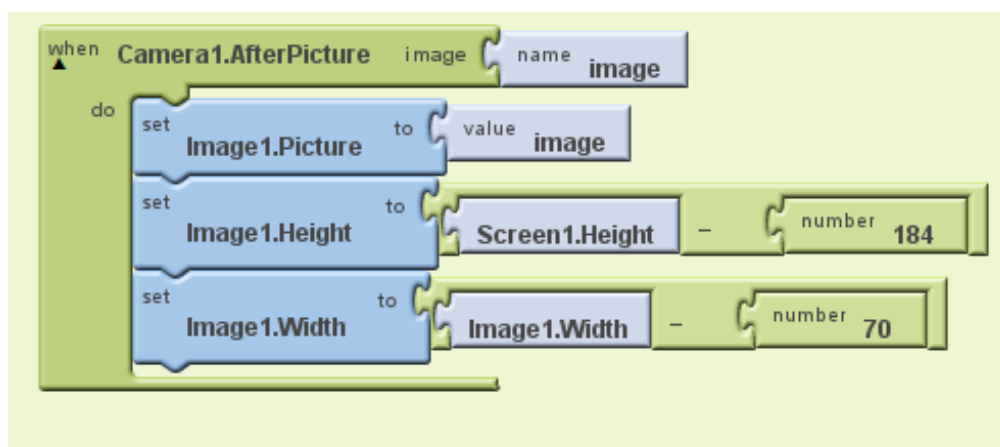 when Camera1.AfterPicture image name image
do set Image1.Picture to value image
set Image1.Height to Screen1.Height - number 184
set Image1.Width to Image1.Width - number 70